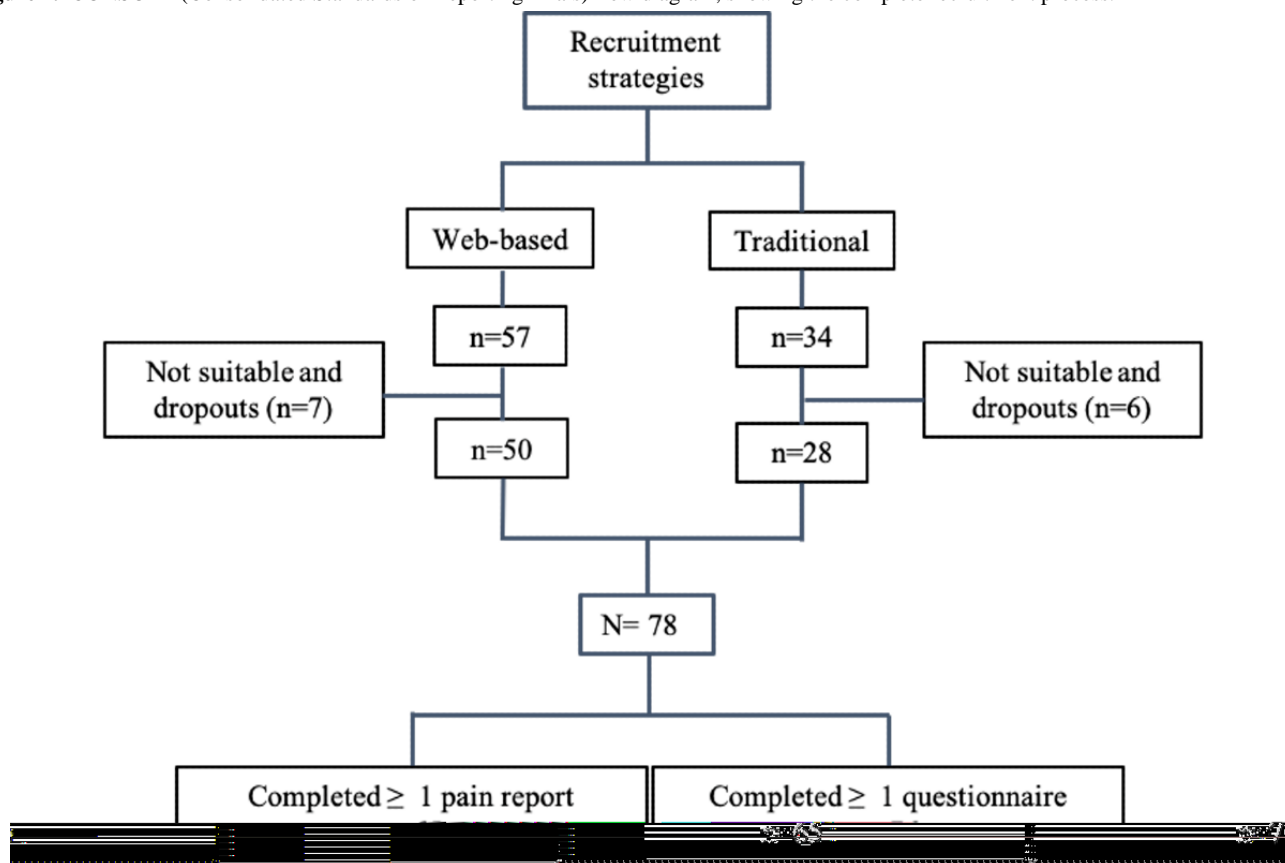 Recruitment
strategies
Web-based
Traditional
n=57
n=34
Not suitable and
dropouts (n=7)
Not suitable and
dropouts (n=6)
n=50
n=28
N= 78
Completed ≥ 1 pain report
Completed ≥ 1 questionnaire